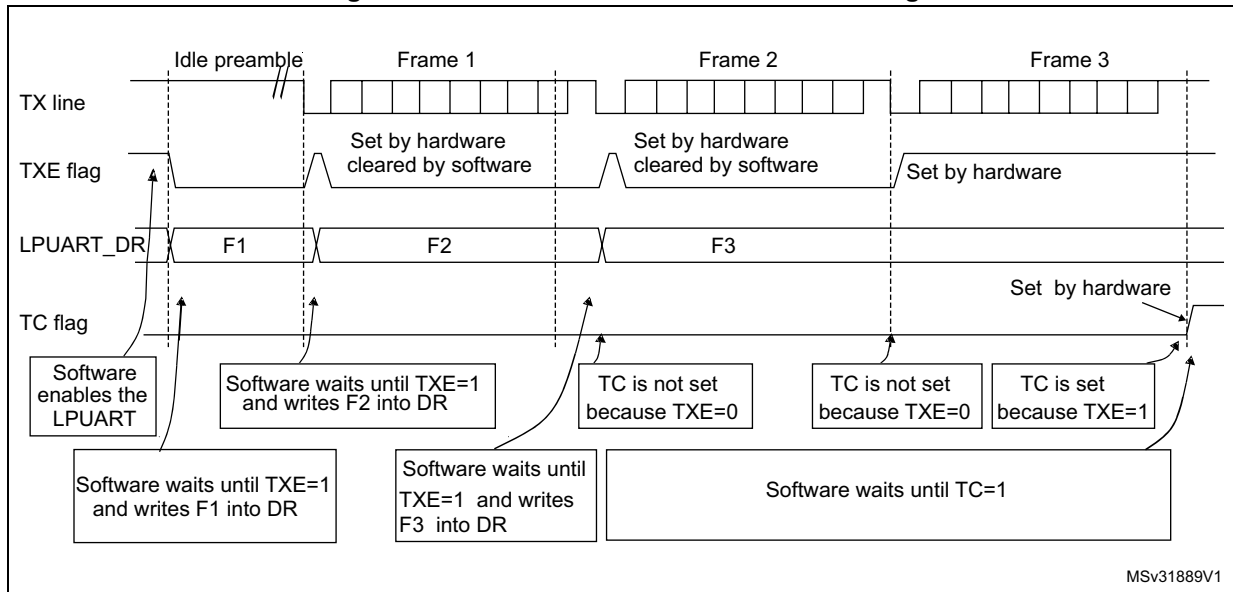 Idle preamble
Frame 1
Frame 2
Frame 3
TX line
Set by hardware
cleared by software
Set by hardware
cleared by software
TXE flag
Set by hardware
LPUART_DR
F1
F2
F3
Set by hardware
TC flag
Software
enables the
LPUART
Software waits until TXE=1
and writes F2 into DR
TC is not set
because TXE=0
TC is not set
because TXE=0
TC is set
because TXE=1
Software waits until TXE=1
and writes F1 into DR
Software waits until
TXE=1 and writes
F3 into DR
Software waits until TC=1
MSv31889V1